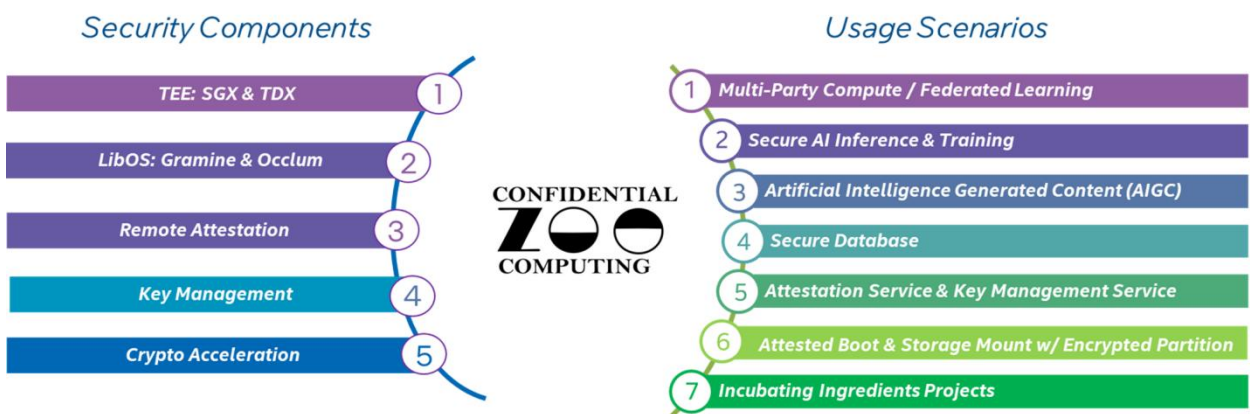 Security Components
1
TEE: SGX & TDX
2
LibOS: Gramine & Occlum
3
Remote Attestation
4
Key Management
5
Crypto Acceleration
CONFIDENTIAL
ZOO
COMPUTING
Usage Scenarios
1 Multi-Party Compute / Federated Learning
2 Secure AI Inference & Training
3 Artificial Intelligence Generated Content (AIGC)
4 Secure Database
5 Attestation Service & Key Management Service
6 Attested Boot & Storage Mount w/ Encrypted Partition
7 Incubating Ingredients Projects